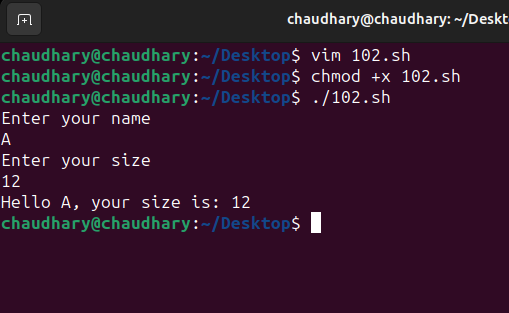 chaudhary@chaudhary: ~/Deskt
chaudhary@chaudhary:~/Desktop$ vim 102.sh
chaudhary@chaudhary:~/Desktop$ chmod +x 102.sh
chaudhary@chaudhary:~/Desktop$ ./102.sh
Enter your name
A
Enter your size
12
Hello A, your size is: 12
chaudhary@chaudhary:~/Desktop$